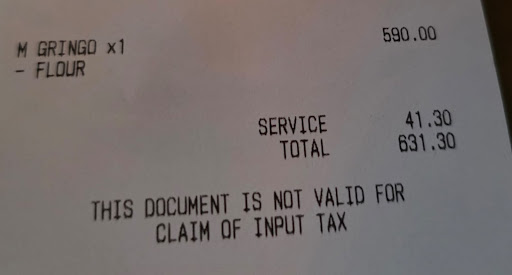 M GRINGO x1 590.00
- FLOUR
SERVICE 41.30
TOTAL 631.30
THIS DOCUMENT IS NOT VALID FOR
CLAIM OF INPUT TAX